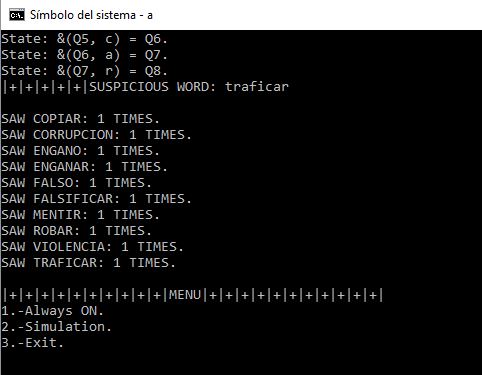 Símbolo del sistema - a
State: &(Q5, c) = Q6.
State: &(Q6, a) = Q7.
State: &(Q7, r) = Q8.
|+|+|+|+|+|SUSPICIOUS WORD: traficar
SAW COPIAR: 1 TIMES.
SAW CORRUPCION: 1 TIMES.
SAW ENGANO: 1 TIMES.
SAW ENGANAR: 1 TIMES.
SAW FALSO: 1 TIMES.
SAW FALSIFICAR: 1 TIMES.
SAW MENTIR: 1 TIMES.
SAW ROBAR: 1 TIMES.
SAW VIOLENCIA: 1 TIMES.
SAW TRAFICAR: 1 TIMES.
|+|+|+|+|+|+|+|+|+|+|MENU|+|+|+|+|+|+|+|+|+|+|+|
1.-Always ON.
2.-Simulation.
3.-Exit.